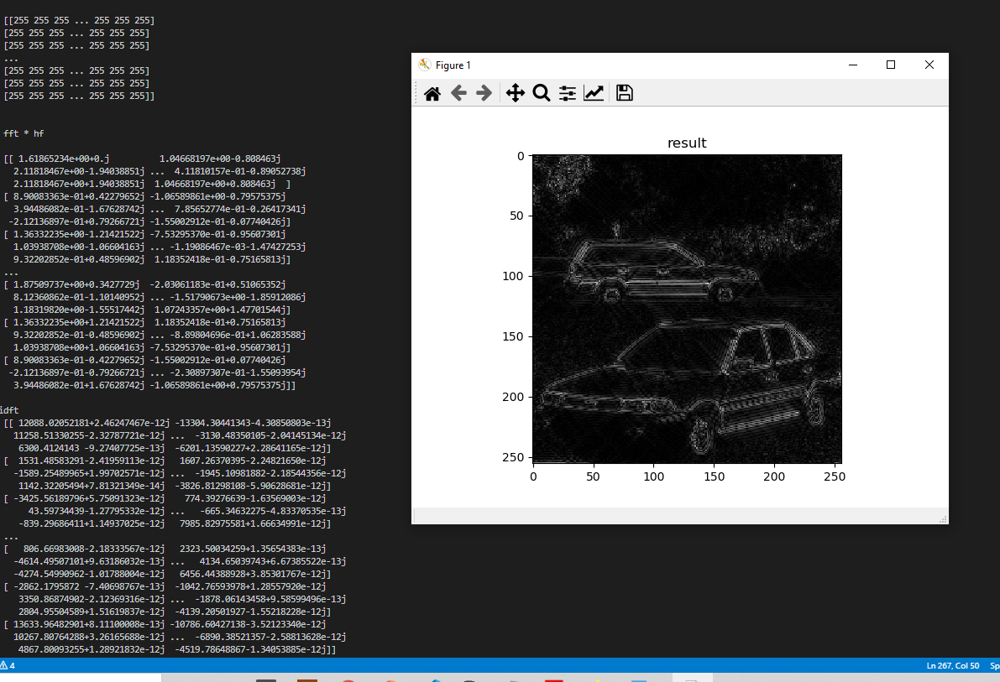 [[255 255 255 ... 255 255 255]
[255 255 255 ... 255 255 255]
[255 255 255 ... 255 255 255]
...
[255 255 255 ... 255 255 255]
[255 255 255 ... 255 255 255]
[255 255 255 ... 255 255 255]]
fft * hf
[[ 1.61865234e+00+0.j 1.04668197e+00-0.808463j
2.11818467e+00-1.94038851j ... 4.11810157e-01-0.89052738j
2.11818467e+00+1.94038851j 1.04668197e+00+0.808463j ]
[ 8.90083363e-01+0.42279652j -1.06589861e+00-0.79575375j
3.94486082e-01-1.67628742j ... 7.85652774e-01-0.26417341j
-2.12136897e-01+0.79266721j -1.55002912e-01-0.07740426j]
[ 1.36332235e+00-1.21421522j -7.53295370e-01-0.95607301j
1.03938708e+00-1.06604163j ... -1.19086467e-03-1.47427253j
9.32202852e-01+0.48596902j 1.18352418e-01-0.75165813j]
...
[ 1.87509737e+00+0.3427729j -2.03061183e-01+0.51065352j
8.12360862e-01-1.10140952j ... -1.51790673e+00-1.85912086j
1.18319820e+00-1.55517442j 1.07243357e+00+1.47701544j]
[ 1.36332235e+00+1.21421522j 1.18352418e-01+0.75165813j
9.32202852e-01-0.48596902j ... -8.89804696e-01+1.06283588j
1.03938708e+00+1.06604163j -7.53295370e-01+0.95607301j]
[ 8.90083363e-01-0.42279652j -1.55002912e-01+0.07740426j
-2.12136897e-01-0.79266721j ... -2.30897307e-01-1.55093954j
3.94486082e-01+1.67628742j -1.06589861e+00+0.79575375j]]
idft
[[ 12088.02052181+2.46247467e-12j -13304.30441343-4.30850803e-13j
11258.51330255-2.32787721e-12j ... -3130.48350105-2.04145134e-12j
6300.4124143 -9.27407725e-13j -6201.13590227+2.28641165e-12j]
[ 1531.48583291-2.41959113e-12j 1607.26370395-2.24821650e-12j
-1589.25489965+1.99702571e-12j ... -1945.10981882-2.18544356e-12j
1142.32205494+7.81321349e-14j -3826.81298108-5.90628681e-12j]
[ -3425.56189796+5.75091323e-12j 774.39276639-1.63569003e-12j
43.59734439-1.27795332e-12j ... -665.34632275-4.83370535e-13j
-839.29686411+1.14937025e-12j 7985.82975581+1.66634991e-12j]
...
[ 806.66983008-2.18333567e-12j 2323.50034259+1.35654383e-13j
-4614.49507101+9.63186032e-13j ... 4134.65039743+6.67385522e-13j
-4274.54990962-1.01788004e-12j 6456.44388928+3.85301767e-12j]
[ -2862.1795872 -7.40698767e-13j -1042.76593978+1.28557920e-12j
3350.86874902-2.12369316e-12j ... -1878.06143458+9.58599496e-13j
2804.95504589+1.51619837e-12j -4139.20501927-1.55218228e-12j]
[ 13633.96482901+8.11100008e-13j -10786.60427138-3.52123340e-12j
10267.80764288+3.26165688e-12j ... -6890.38521357-2.58813628e-12j
4867.80093255+1.28921832e-12j -4519.78648867-1.34053885e-12j]]
Figure 1
result
0
50
100
150
200
250
0 50 100 150 200 250
4
Ln 267, Col 50 Sp